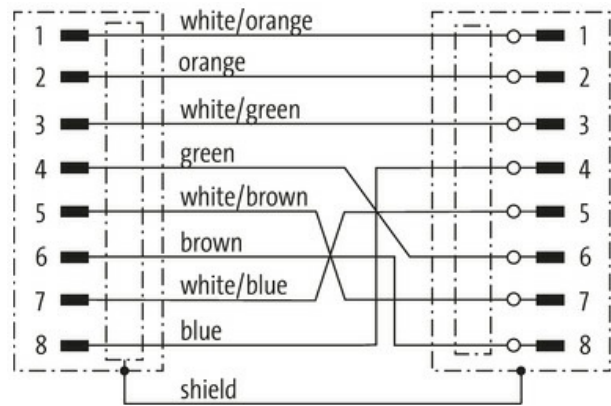 1 white/orange 1
2 orange 2
3 white/green 3
4 green 4
5 white/brown 5
6 brown 6
7 white/blue 7
8 blue 8
shield